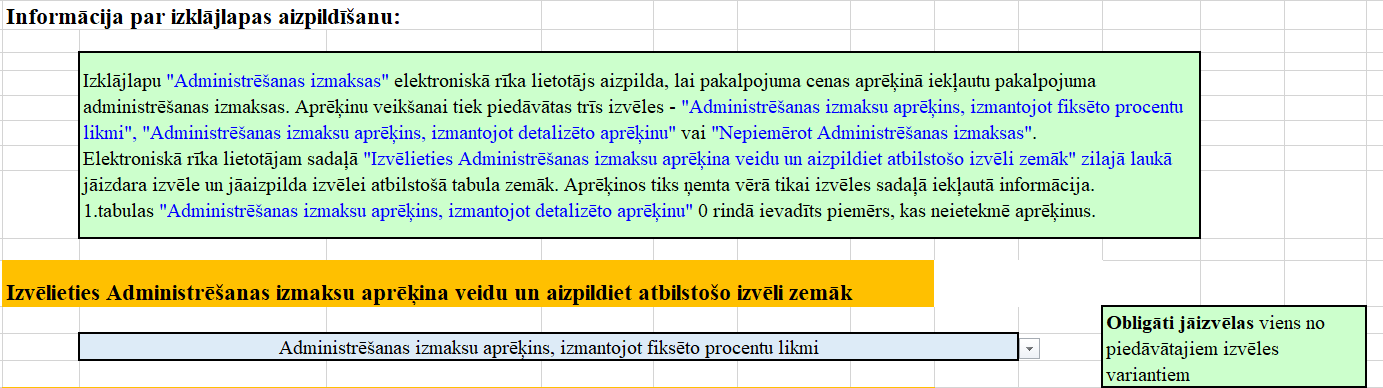 Informācija par izklājlapas aizpildīšanu:
Izklājlapu "Administrēšanas izmaksas" elektroniskā rīka lietotājs aizpilda, lai pakalpojuma cenas aprēķinā iekļautu pakalpojuma
administrēšanas izmaksas. Aprēķinu veikšanai tiek piedāvātas trīs izvēles - "Administrēšanas izmaksu aprēķins, izmantojot fiksēto procentu
likmi", "Administrēšanas izmaksu aprēķins, izmantojot detalizēto aprēķinu" vai "Nepiemērot Administrēšanas izmaksas".
Elektroniskā rīka lietotājam sadaļā "Izvēlieties Administrēšanas izmaksu aprēķina veidu un aizpildiet atbilstošo izvēli zemāk" zilajā laukā
jāizdara izvēle un jāaizpilda izvēlei atbilstošā tabula zemāk. Aprēķinos tiks ņemta vērā tikai izvēles sadaļā iekļautā informācija.
1.tabulas "Administrēšanas izmaksu aprēķins, izmantojot detalizēto aprēķinu" 0 rindā ievadīts piemērs, kas neietekmē aprēķinus.
Izvēlieties Administrēšanas izmaksu aprēķina veidu un aizpildiet atbilstošo izvēli zemāk
Administrēšanas izmaksu aprēķins, izmantojot fiksēto procentu likmi
Obligāti jāizvēlas viens no
piedāvātajiem izvēles
variantiem